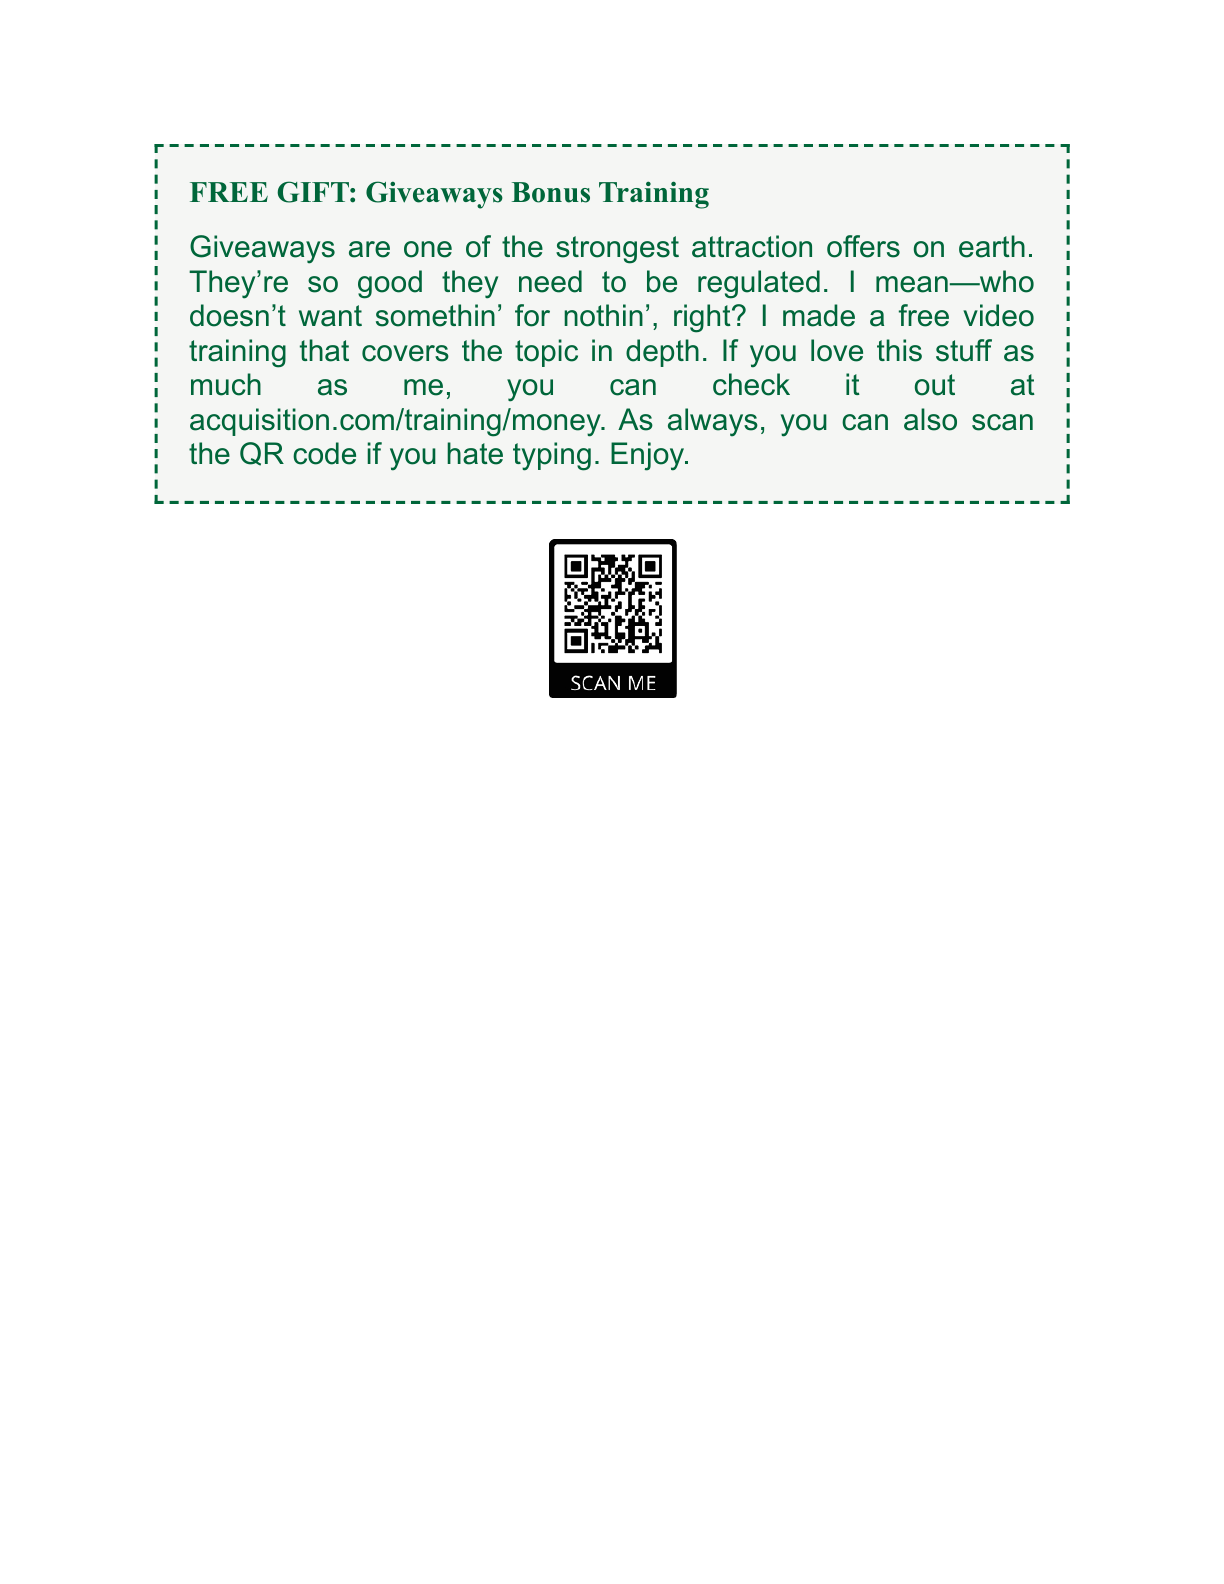 FREE GIFT: Giveaways Bonus Training
Giveaways are one of the strongest attraction offers on earth.
They’re so good they need to be regulated. I mean—who
doesn’t want somethin’ for nothin’, right? I made a free video
training that covers the topic in depth. If you love this stuff as
much as me, you can check it out at
acquisition.com/training/money. As always, you can also scan
the QR code if you hate typing. Enjoy.
SCAN ME